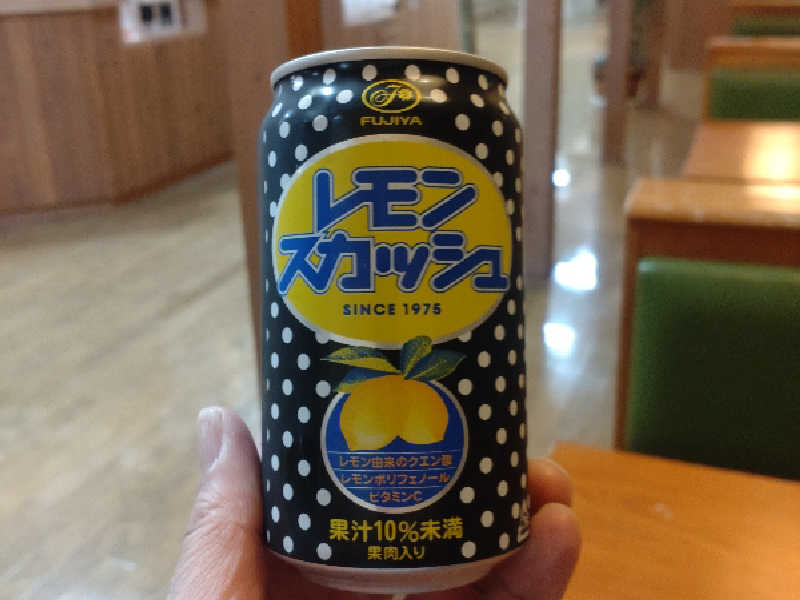 FUJIYA
レモン
スカッシュ
SINCE 1975
レモン由来のクエン酸
レモンポリフェノール
ビタミンC
果汁10%未満
果肉入り